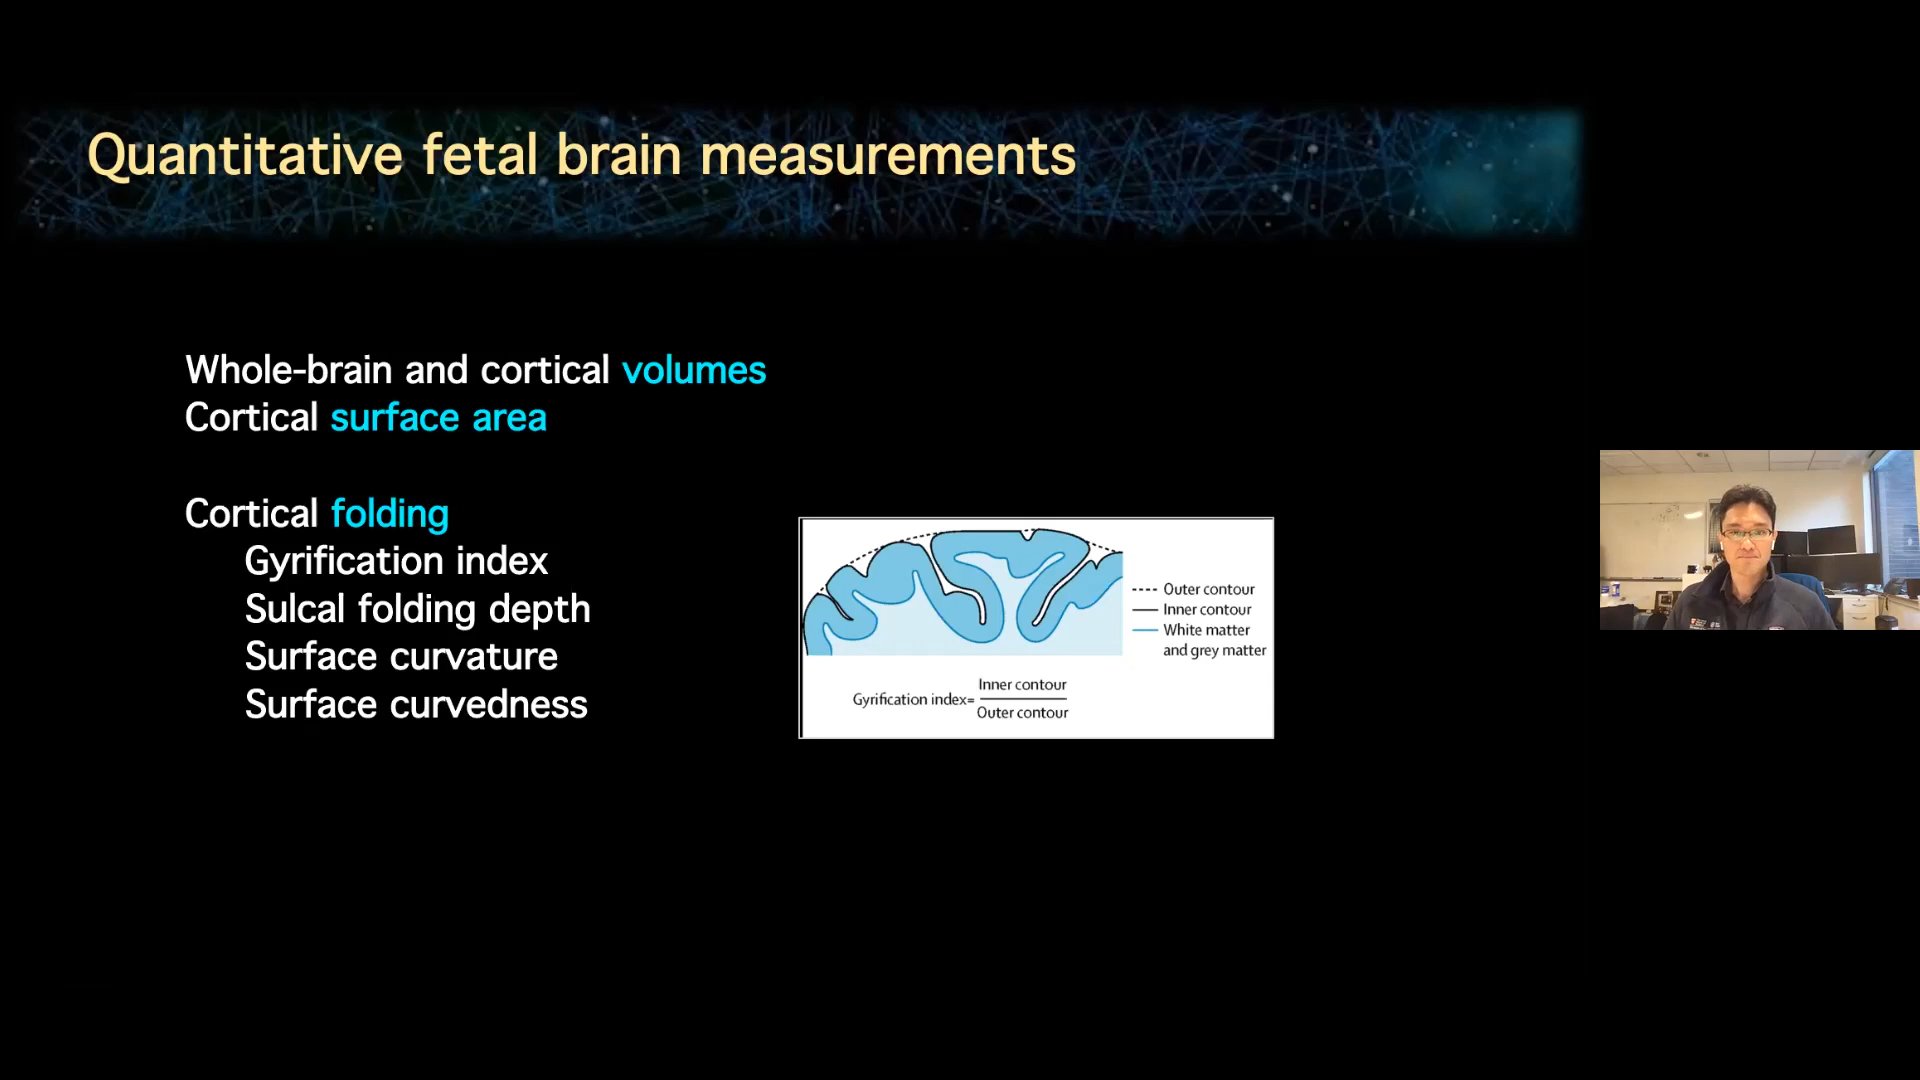 Quantitative fetal brain measurements
Whole-brain and cortical volumes
Cortical surface area
Cortical folding
Gyrification index
Sulcal folding depth
Surface curvature
Surface curvedness
Outer contour
Inner contour
White matter
and grey matter
Gyrification index=
Inner contour
Outer contour